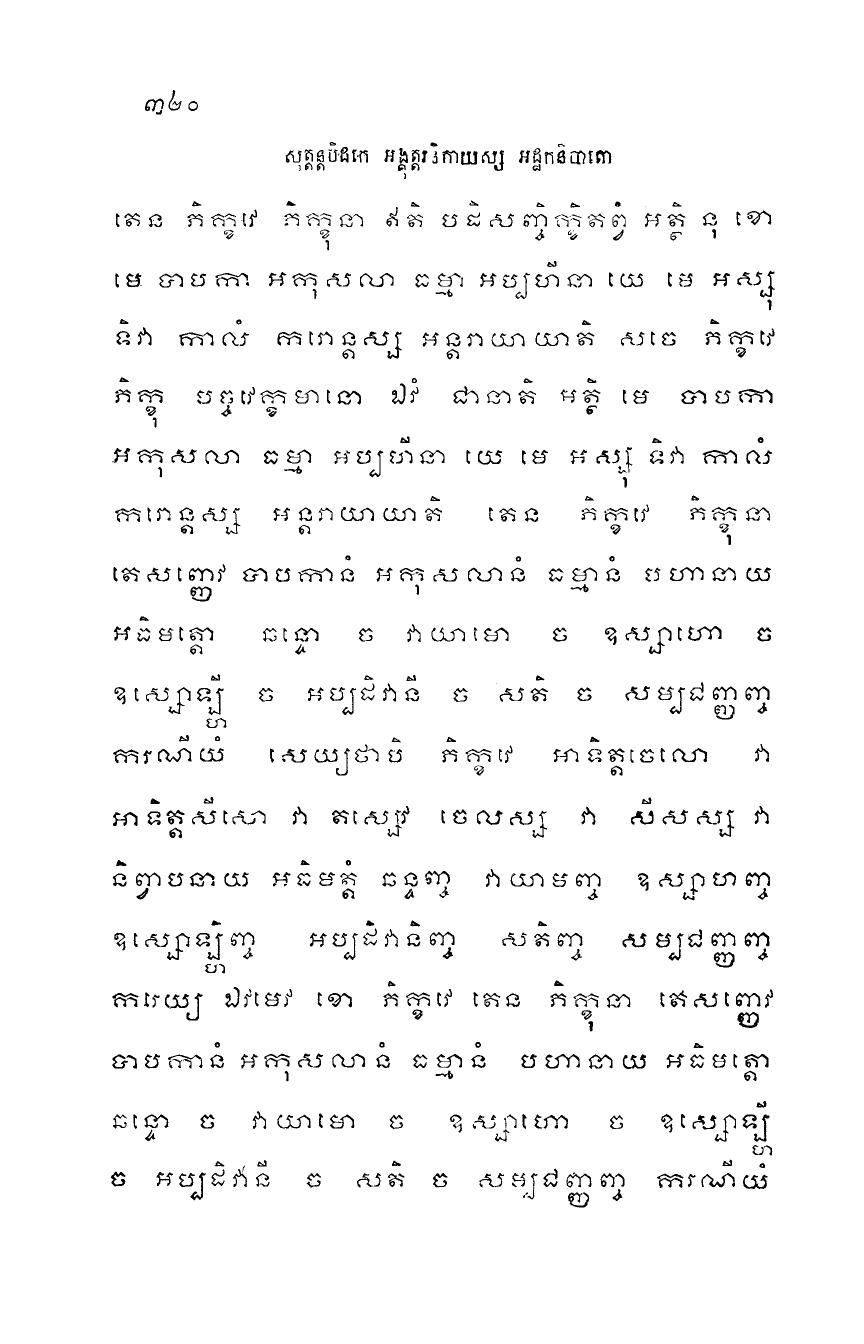 ៣២០
សុត្តន្តបិដកេ អង្គុត្តរនិកាយស្ស អដ្ឋកនិបាតោ
តេន ភិក្ខវេ ភិក្ខុនា ឥតិ បដិសញ្ចិក្ខិតព្វំ អត្ថិ នុ ខោ
មេ បាបកា អកុសលា ធម្មា អប្បហីនា យេ មេ អស្សុ
ទិវា កាលំ ករោន្តស្ស អន្តរាយាយាតិ សចេ ភិក្ខវេ
ភិក្ខុ បច្ចវេក្ខមានោ ឯវំ ជានាតិ អត្ថិ មេ បាបកា
អកុសលា ធម្មា អប្បហីនា យេ មេ អស្សុ ទិវា កាលំ
ករោន្តស្ស អន្តរាយាយាតិ តេន ភិក្ខវេ ភិក្ខុនា
តេសញ្ញេវ បាបកានំ អកុសលានំ ធម្មានំ បហានាយ
អធិមត្តោ ឆន្ទោ ច វាយាមោ ច ឧស្សាហោ ច
ឧស្សោឡ្ហី ច អប្បដិវានី ច សតិ ច សម្បជញ្ញញ្ច
ករណីយំ សេយ្យថាបិ ភិក្ខវេ អាទិត្តចេលោ វា
អាទិត្តសីសោ វា តស្សេវ ចេលស្ស វា សីសស្ស វា
និព្វាបនាយ អធិមត្តំ ឆន្ទញ្ច វាយាមញ្ច ឧស្សាហញ្ច
ឧស្សោឡ្ហិញ្ច អប្បដិវានិញ្ច សតិញ្ច សម្បជញ្ញញ្ច
ករេយ្យ ឯវមេវ ខោ ភិក្ខវេ តេន ភិក្ខុនា តេសញ្ញេវ
បាបកានំ អកុសលានំ ធម្មានំ បហានាយ អធិមត្តោ
ឆន្ទោ ច វាយាមោ ច ឧស្សាហោ ច ឧស្សោឡ្ហី
ច អប្បដិវានី ច សតិ ច សម្បជញ្ញញ្ច ករណីយំ